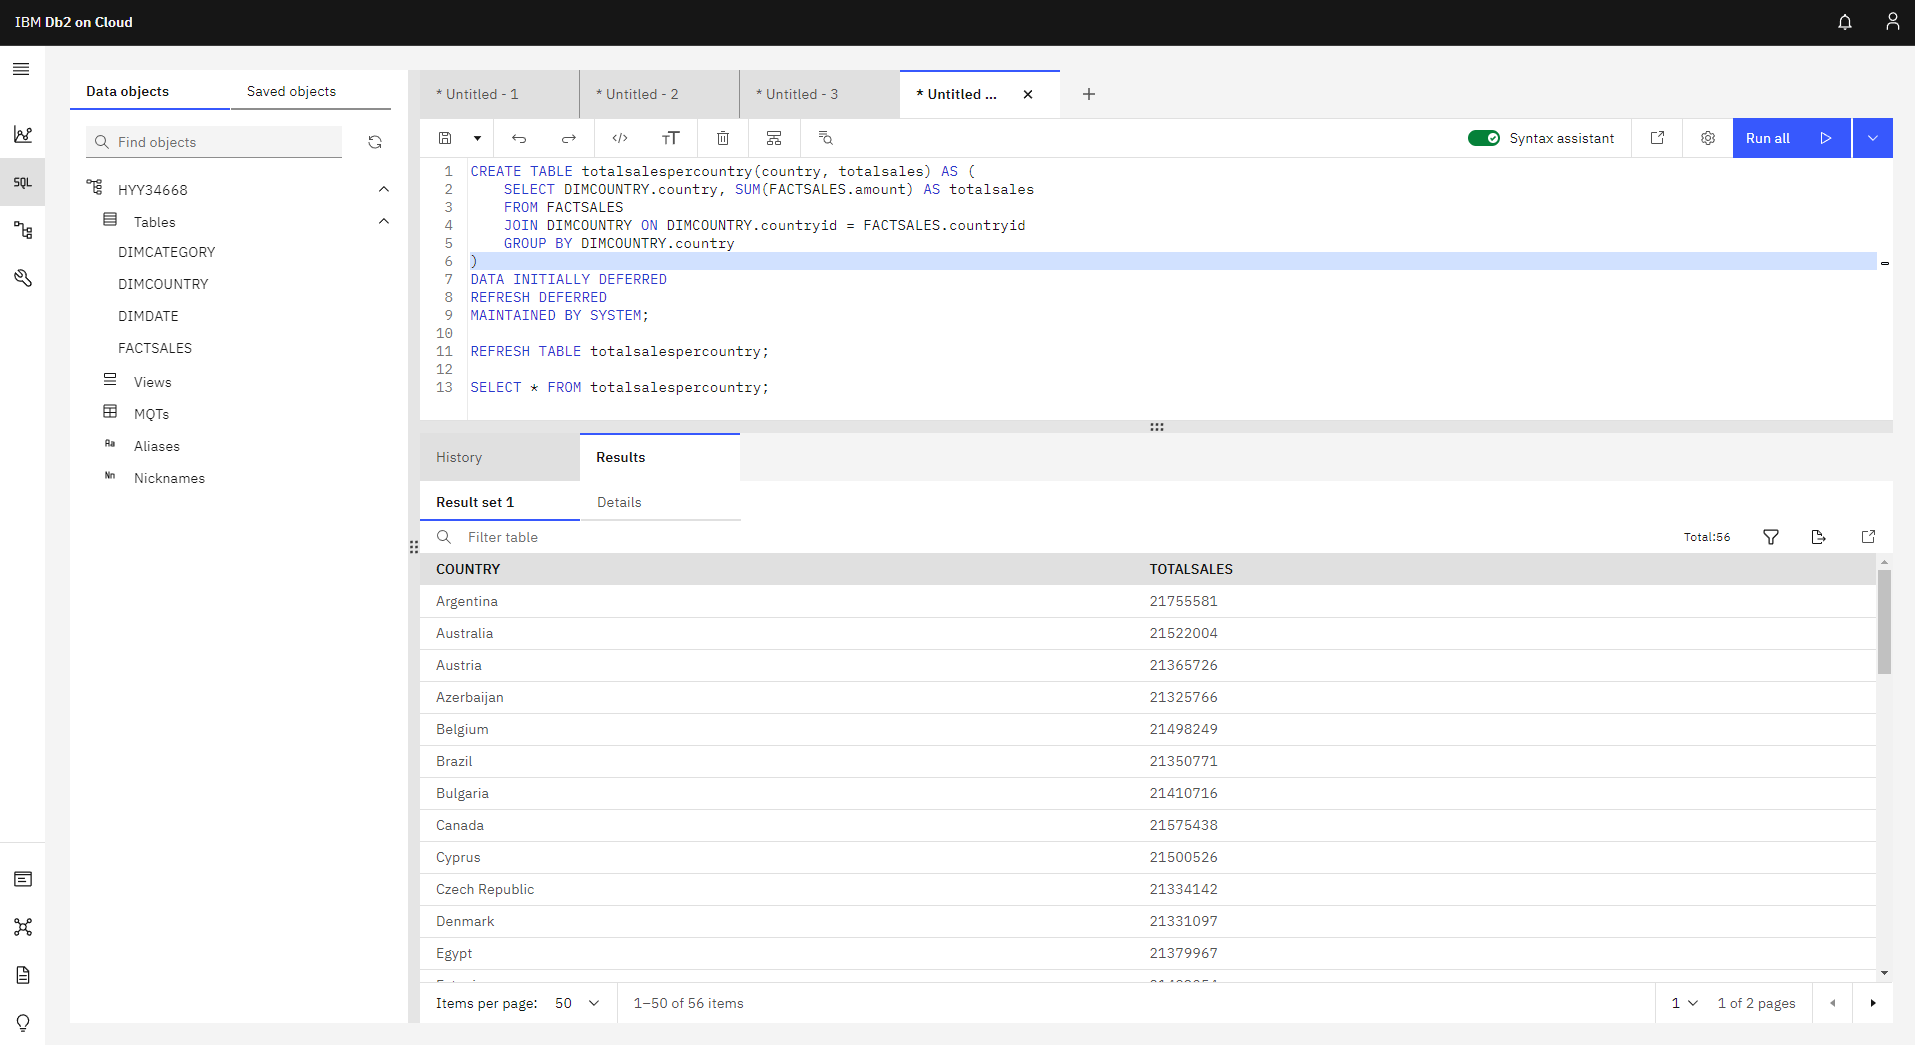 IBM Db2 on Cloud
Data objects
Saved objects
Find objects
HYY34668
Tables
DIMCATEGORY
DIMCOUNTRY
DIMDATE
FACTSALES
Views
MQTs
Aa Aliases
Nn Nicknames
SQL
* Untitled - 1
* Untitled - 2
* Untitled - 3
* Untitled ...
Syntax assistant
Run all
1 CREATE TABLE totalsalespercountry(country, totalsales) AS (
2 SELECT DIMCOUNTRY.country, SUM(FACTSALES.amount) AS totalsales
3 FROM FACTSALES
4 JOIN DIMCOUNTRY ON DIMCOUNTRY.countryid = FACTSALES.countryid
5 GROUP BY DIMCOUNTRY.country
6 )
7 DATA INITIALLY DEFERRED
8 REFRESH DEFERRED
9 MAINTAINED BY SYSTEM;
10
11 REFRESH TABLE totalsalespercountry;
12
13 SELECT * FROM totalsalespercountry;
History
Results
Result set 1
Details
Filter table
Total:56
COUNTRY TOTALSALES
Argentina 21755581
Australia 21522004
Austria 21365726
Azerbaijan 21325766
Belgium 21498249
Brazil 21350771
Bulgaria 21410716
Canada 21575438
Cyprus 21500526
Czech Republic 21334142
Denmark 21331097
Egypt 21379967
Items per page: 50
1–50 of 56 items
1
1 of 2 pages